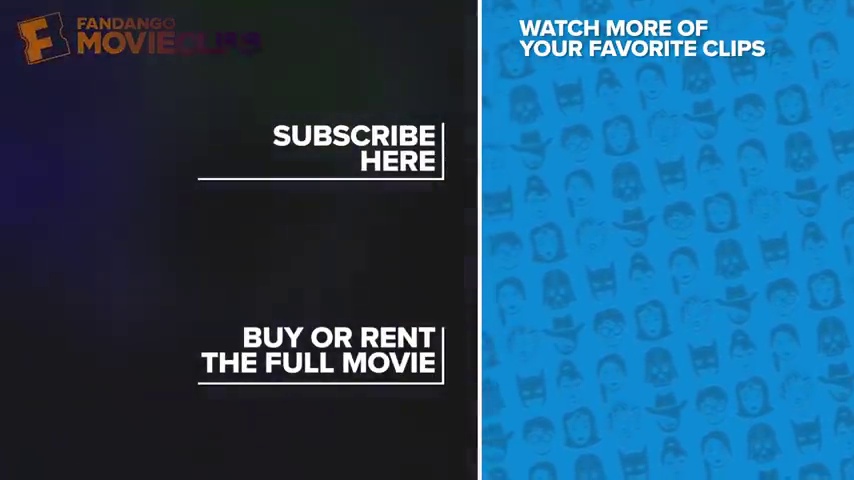 FANDANGO
MOVIECLIPS
SUBSCRIBE
HERE
BUY OR RENT
THE FULL MOVIE
WATCH MORE OF
YOUR FAVORITE CLIPS